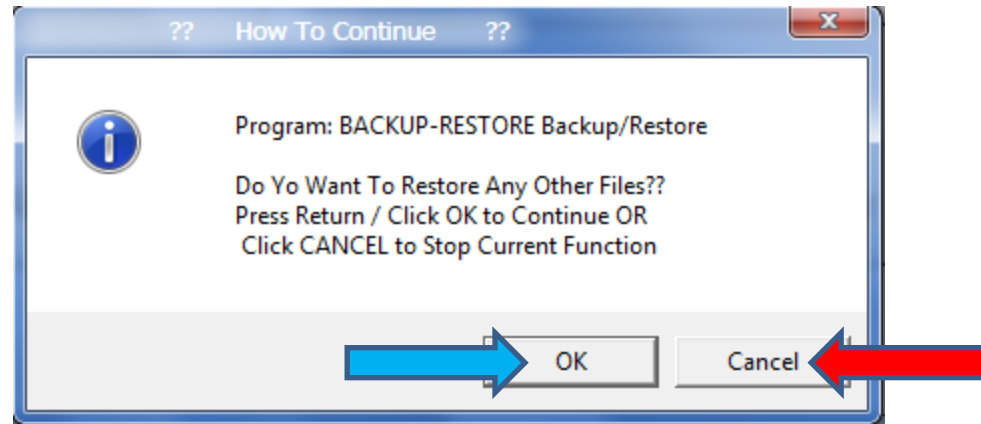 ?? How To Continue ??
x
Program: BACKUP-RESTORE Backup/Restore
Do Yo Want To Restore Any Other Files??
Press Return / Click OK to Continue OR
Click CANCEL to Stop Current Function
OK Cancel